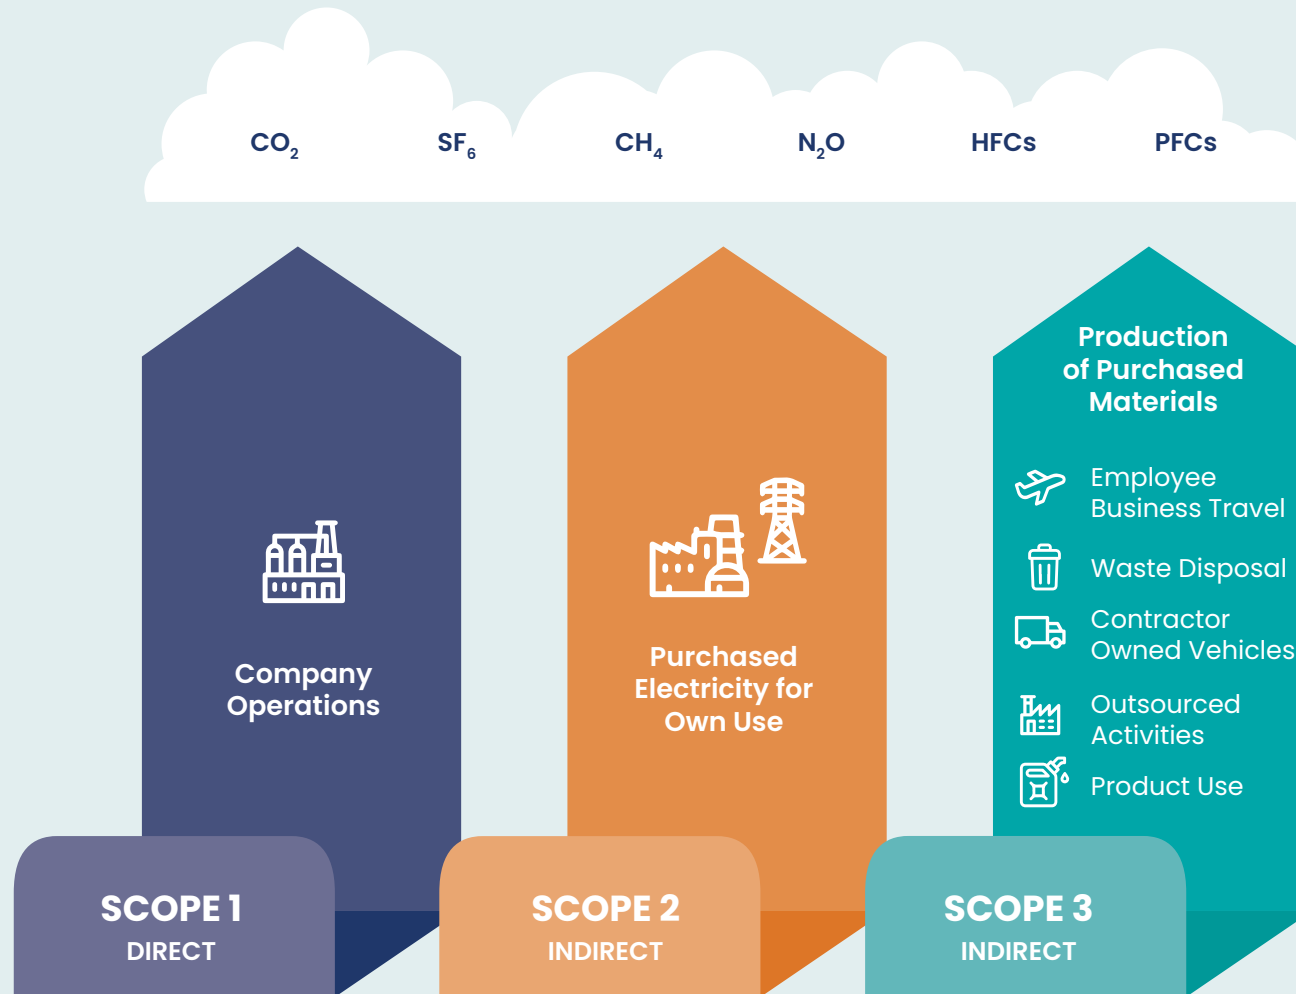 CO₂ SF₆ CH₄ N₂O HFCs PFCs
Company
Operations
Purchased
Electricity for
Own Use
Production
of Purchased
Materials
Employee
Business Travel
Waste Disposal
Contractor
Owned Vehicles
Outsourced
Activities
Product Use
SCOPE 1
DIRECT
SCOPE 2
INDIRECT
SCOPE 3
INDIRECT